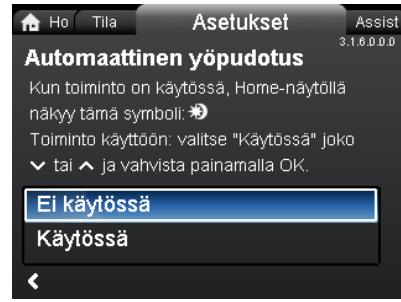 Ho Tila Asetukset Assist
3.1.6.0.0.0
Automaattinen yöpudotus
Kun toiminto on käytössä, Home-näytöllä
näkyy tämä symboli:
Toiminto käyttöön: valitse "Käytössä" joko
tai ja vahvista painamalla OK.
Ei käytössä
Käytössä